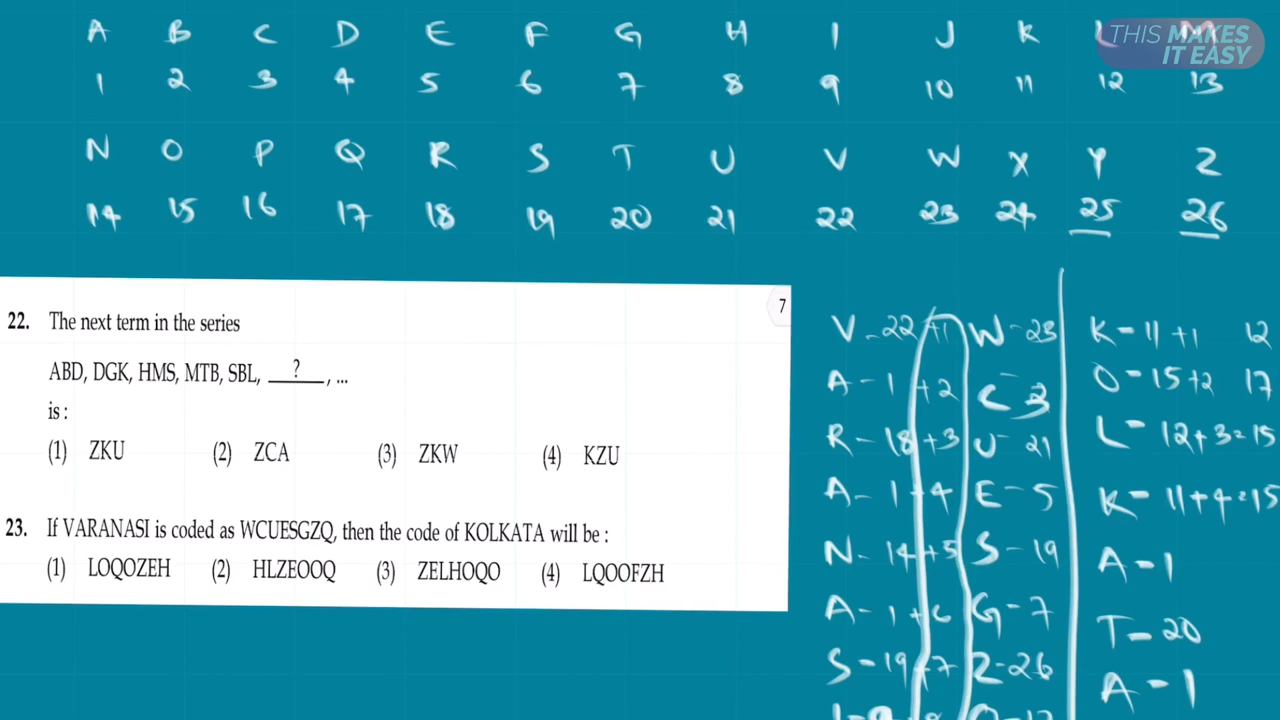 A B C D E F G H I J K L M
THIS MAKES
IT EASY
1 2 3 4 5 6 7 8 9 10 11 12 13
N O P Q R S T U V W X Y Z
14 15 16 17 18 19 20 21 22 23 24 25 26
7
22. The next term in the series
ABD, DGK, HMS, MTB, SBL, ___?___, ...
is :
(1) ZKU (2) ZCA (3) ZKW (4) KZU
23. If VARANASI is coded as WCUESGZQ, then the code of KOLKATA will be :
(1) LOQOZEH (2) HLZEOOQ (3) ZELHOQO (4) LQOOFZH
V - 22 +1 W - 23
A - 1 +2 C - 3
R - 18 +3 U - 21
A - 1 +4 E - 5
N - 14 +5 S - 19
A - 1 +6 G - 7
S - 19 +7 Z - 26
K - 11 +1 12
O - 15 +2 17
L - 12 + 3 = 15
K - 11 + 4 = 15
A - 1
T - 20
A - 1